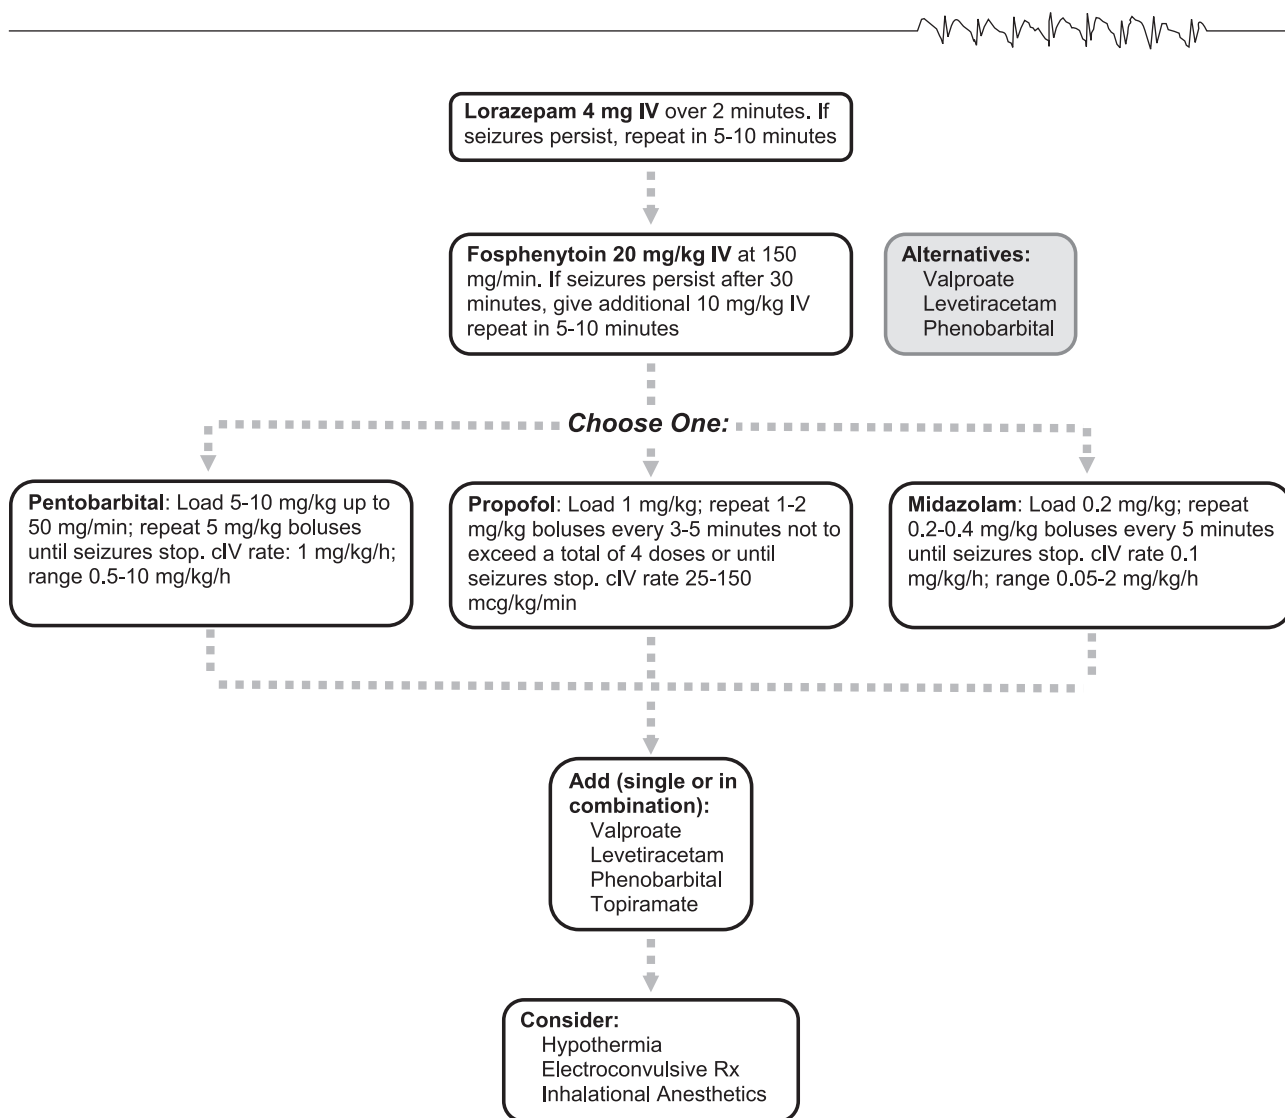 Lorazepam 4 mg IV over 2 minutes. If
seizures persist, repeat in 5-10 minutes
Fosphenytoin 20 mg/kg IV at 150
mg/min. If seizures persist after 30
minutes, give additional 10 mg/kg IV
repeat in 5-10 minutes
Alternatives:
Valproate
Levetiracetam
Phenobarbital
Choose One:
Pentobarbital: Load 5-10 mg/kg up to
50 mg/min; repeat 5 mg/kg boluses
until seizures stop. cIV rate: 1 mg/kg/h;
range 0.5-10 mg/kg/h
Propofol: Load 1 mg/kg; repeat 1-2
mg/kg boluses every 3-5 minutes not to
exceed a total of 4 doses or until
seizures stop. cIV rate 25-150
mcg/kg/min
Midazolam: Load 0.2 mg/kg; repeat
0.2-0.4 mg/kg boluses every 5 minutes
until seizures stop. cIV rate 0.1
mg/kg/h; range 0.05-2 mg/kg/h
Add (single or in
combination):
Valproate
Levetiracetam
Phenobarbital
Topiramate
Consider:
Hypothermia
Electroconvulsive Rx
Inhalational Anesthetics